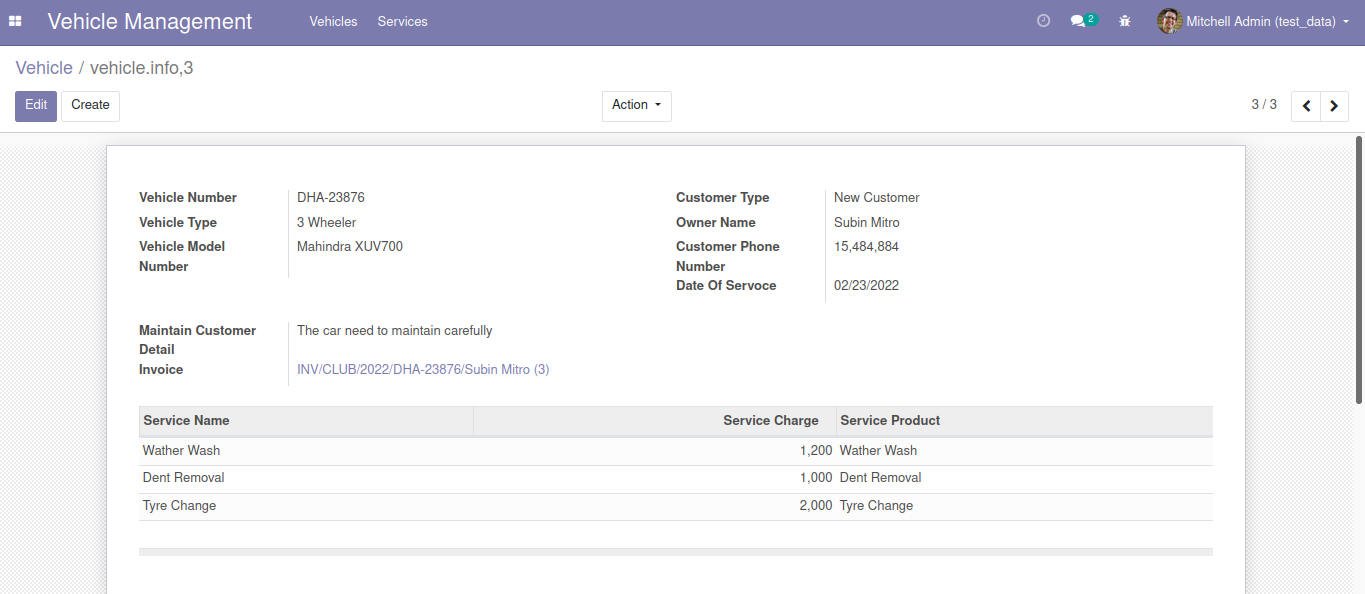 Vehicle Management Vehicles Services 2 Mitchell Admin (test_data)
Vehicle / vehicle.info,3
Edit Create Action 3 / 3
Vehicle Number DHA-23876 Customer Type New Customer
Vehicle Type 3 Wheeler Owner Name Subin Mitro
Vehicle Model Mahindra XUV700 Customer Phone 15,484,884
Number Number
Date Of Servoce 02/23/2022
Maintain Customer The car need to maintain carefully
Detail
Invoice INV/CLUB/2022/DHA-23876/Subin Mitro (3)
Service Name Service Charge Service Product
Wather Wash 1,200 Wather Wash
Dent Removal 1,000 Dent Removal
Tyre Change 2,000 Tyre Change